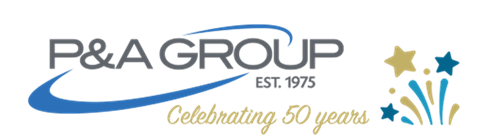 P&A GROUP
EST. 1975
Celebrating 50 years